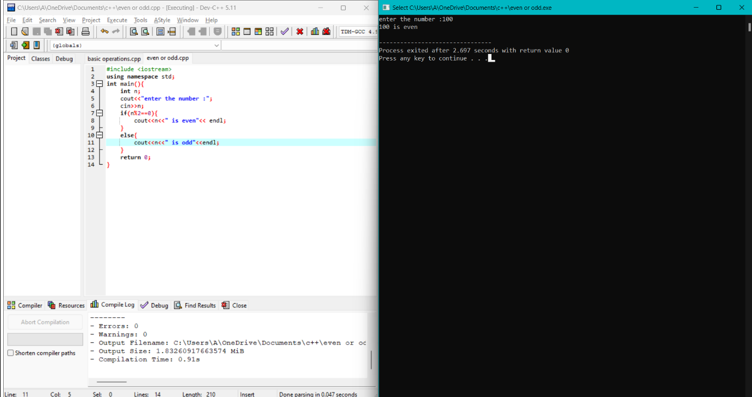 C:\Users\A\OneDrive\Documents\c++\even or odd.cpp - [Executing] - Dev-C++ 5.11
File Edit Search View Project Execute Tools AStyle Window Help
TDM-GCC 4.
(globals)
Project Classes Debug
basic operations.cpp even or odd.cpp
1 #include <iostream>
2 using namespace std;
3 int main(){
4 int n;
5 cout<<"enter the number :";
6 cin>>n;
7 if(n%2==0){
8 cout<<n<<" is even"<< endl;
9 }
10 else{
11 cout<<n<<" is odd"<<endl;
12 }
13 return 0;
14 }
Compiler Resources Compile Log Debug Find Results Close
Abort Compilation
Shorten compiler paths
--------
- Errors: 0
- Warnings: 0
- Output Filename: C:\Users\A\OneDrive\Documents\c++\even or od
- Output Size: 1.83260917663574 MiB
- Compilation Time: 0.91s
Line: 11 Col: 5 Sel: 0 Lines: 14 Length: 210 Insert Done parsing in 0.047 seconds
Select C:\Users\A\OneDrive\Documents\c++\even or odd.exe
enter the number :100
100 is even
--------------------------------
Process exited after 2.697 seconds with return value 0
Press any key to continue . . .